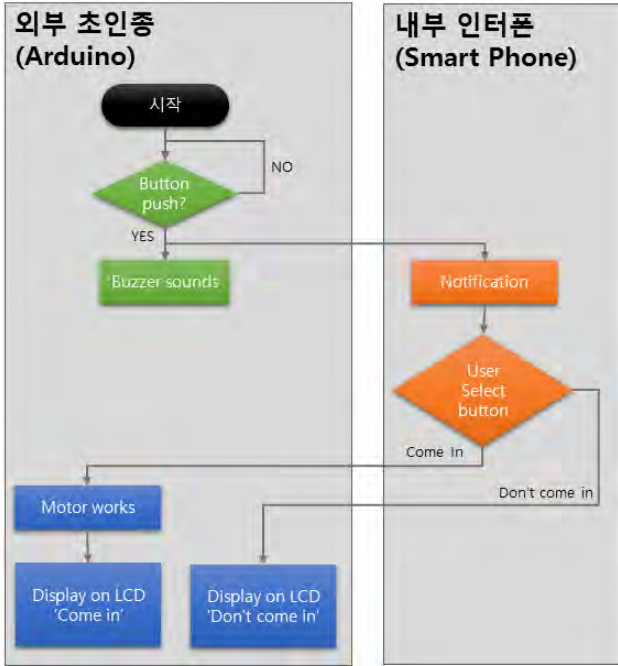 외부 초인종
(Arduino)
내부 인터폰
(Smart Phone)
시작
NO
Button
push?
YES
Buzzer sounds
Notification
User
Select
button
Come In
Don't come in
Motor works
Display on LCD
'Come in'
Display on LCD
'Don't come in'